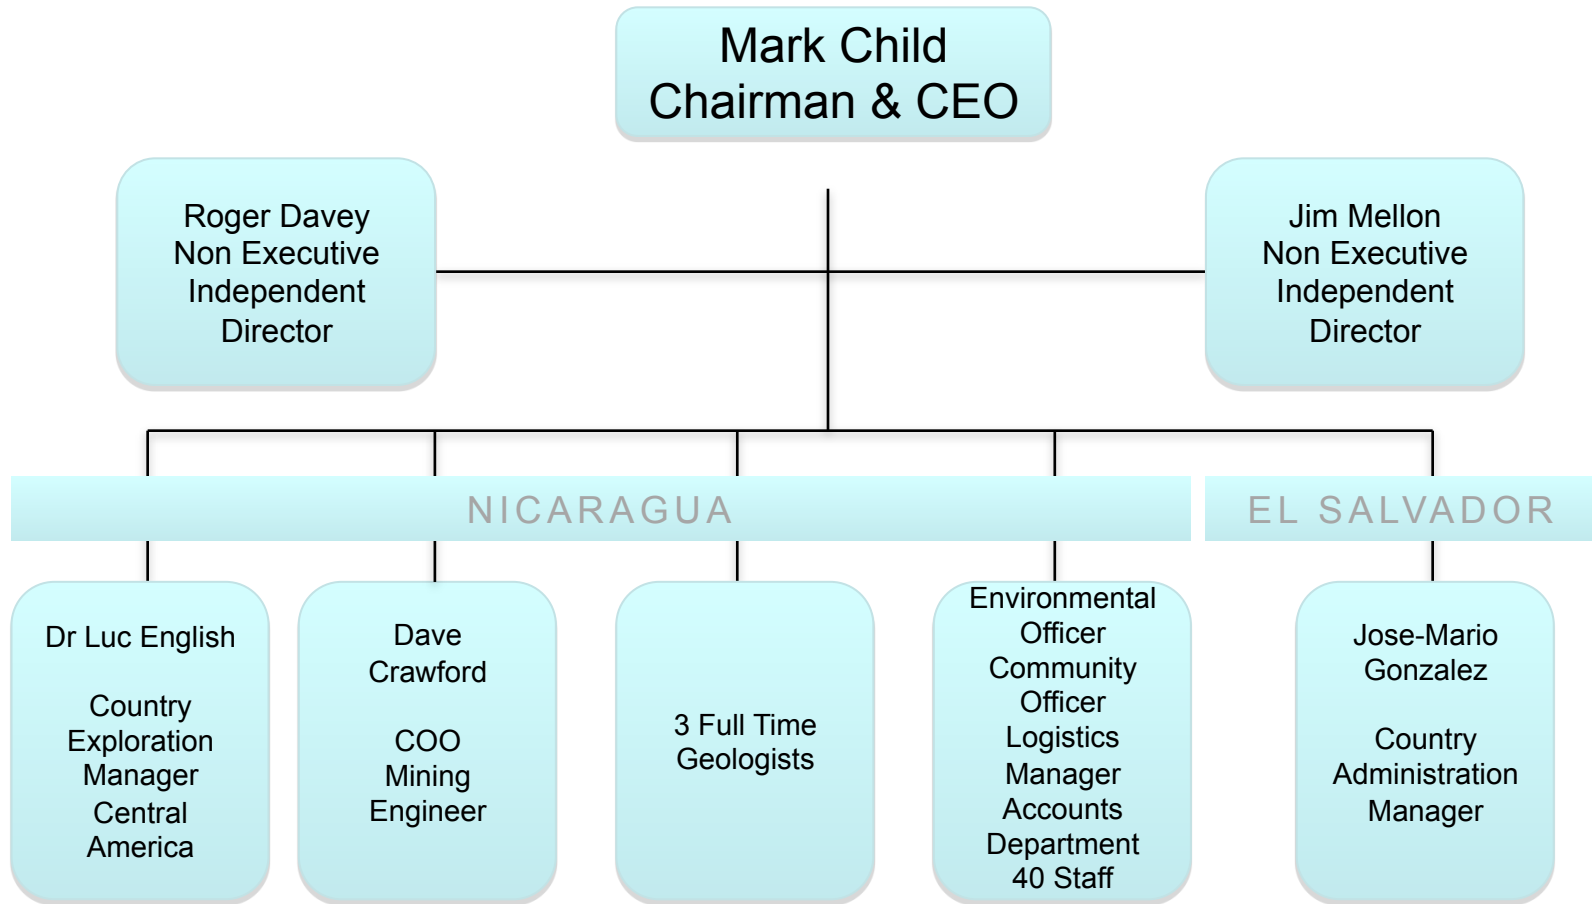 Mark Child
Chairman & CEO
Roger Davey
Non Executive
Independent
Director
Jim Mellon
Non Executive
Independent
Director
NICARAGUA
EL SALVADOR
Dr Luc English
Country
Exploration
Manager
Central
America
Dave
Crawford
COO
Mining
Engineer
3 Full Time
Geologists
Environmental
Officer
Community
Officer
Logistics
Manager
Accounts
Department
40 Staff
Jose-Mario
Gonzalez
Country
Administration
Manager